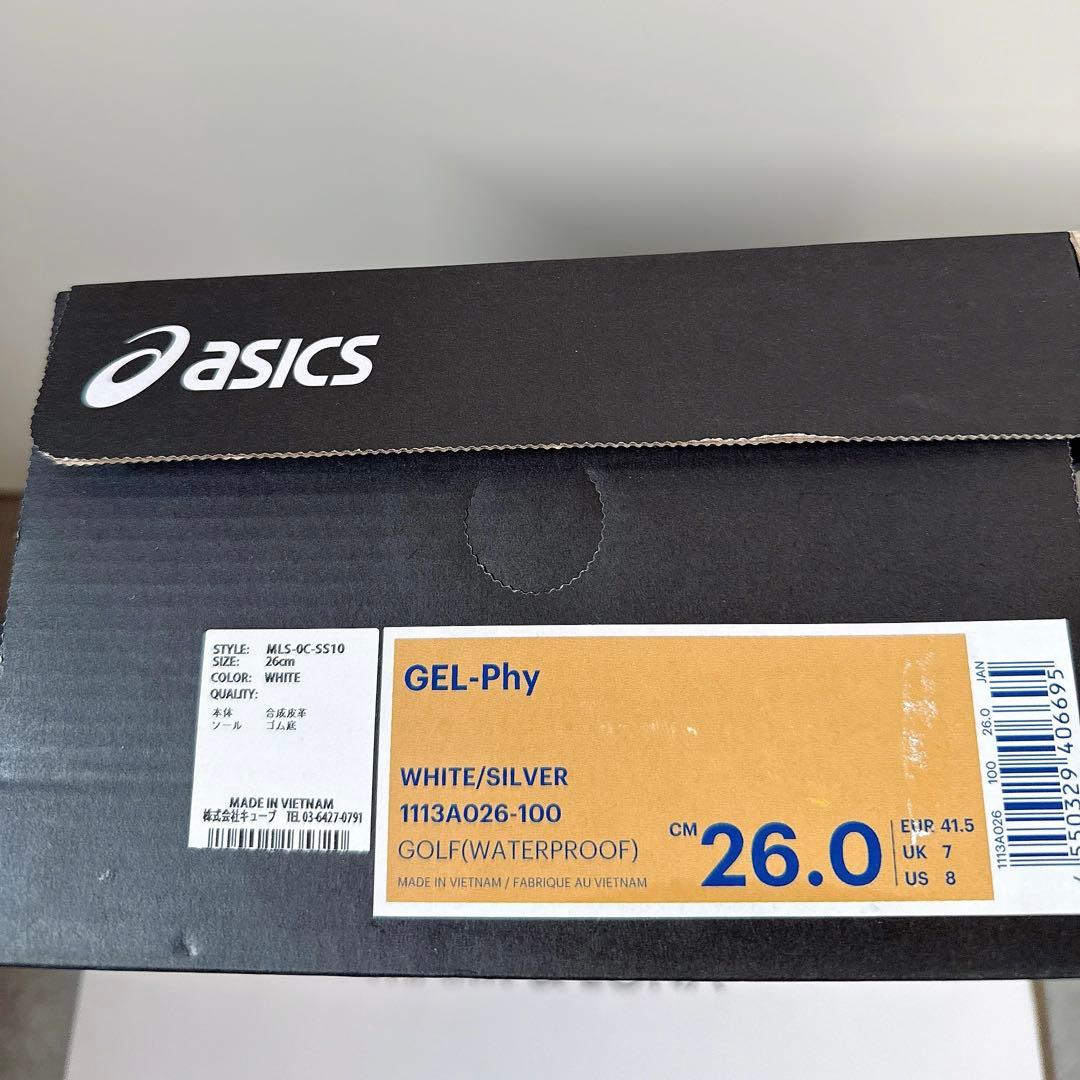 asics
STYLE: MLS-0C-SS10
SIZE: 26cm
COLOR: WHITE
QUALITY:
本体 合成皮革
ソール ゴム底
MADE IN VIETNAM
株式会社キューブ TEL 03-6427-0791
GEL-Phy
WHITE/SILVER
1113A026-100
GOLF(WATERPROOF)
MADE IN VIETNAM / FABRIQUE AU VIETNAM
CM 26.0
EUR 41.5
UK 7
US 8
1113A026 100 26.0 JAN
4 550329 406695